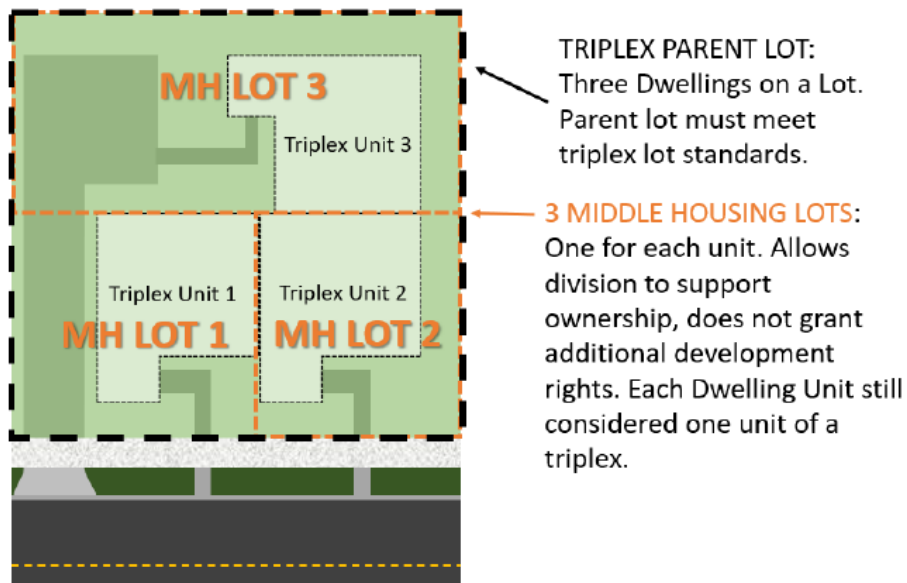 MH LOT 3
Triplex Unit 3
Triplex Unit 1
Triplex Unit 2
MH LOT 1
MH LOT 2
TRIPLEX PARENT LOT:
Three Dwellings on a Lot.
Parent lot must meet
triplex lot standards.
3 MIDDLE HOUSING LOTS:
One for each unit. Allows
division to support
ownership, does not grant
additional development
rights. Each Dwelling Unit still
considered one unit of a
triplex.